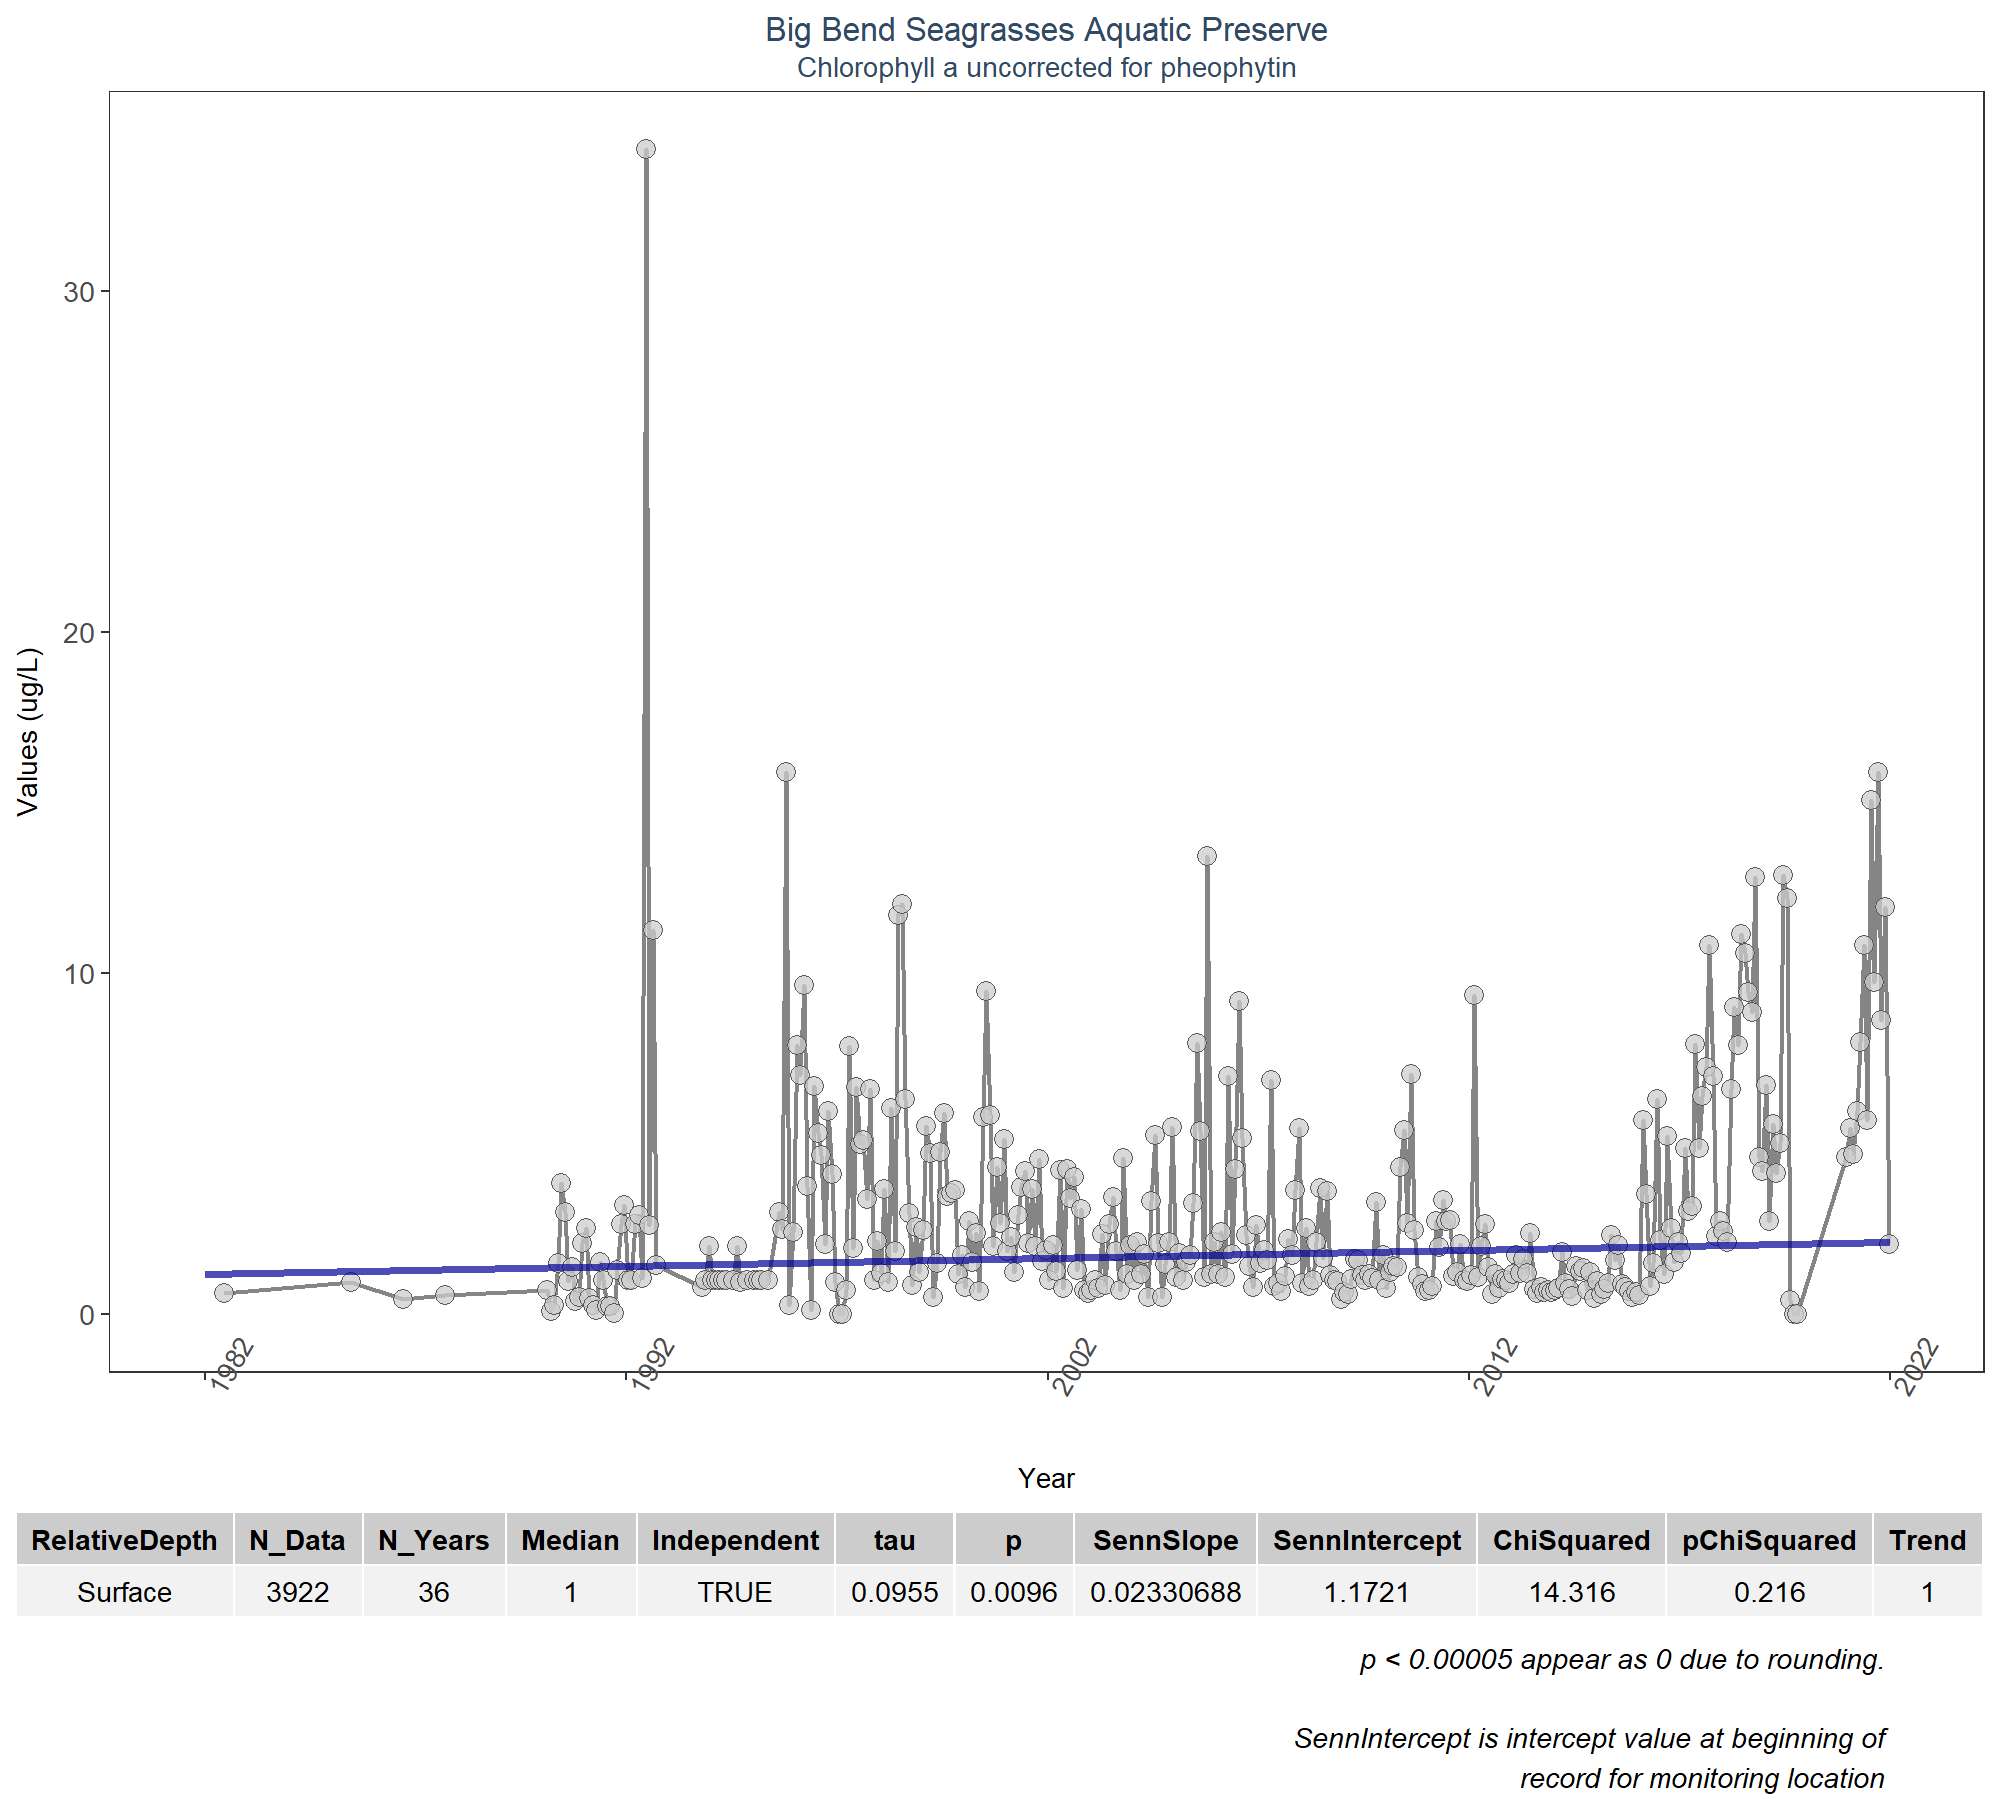 Big Bend Seagrasses Aquatic Preserve
Chlorophyll a uncorrected for pheophytin
Values (ug/L)
30
20
10
0
1982 1992 2002 2012 2022
Year
RelativeDepth N_Data N_Years Median Independent tau p SennSlope SennIntercept ChiSquared pChiSquared Trend
Surface 3922 36 1 TRUE 0.0955 0.0096 0.02330688 1.1721 14.316 0.216 1
p < 0.00005 appear as 0 due to rounding.
SennIntercept is intercept value at beginning of
record for monitoring location